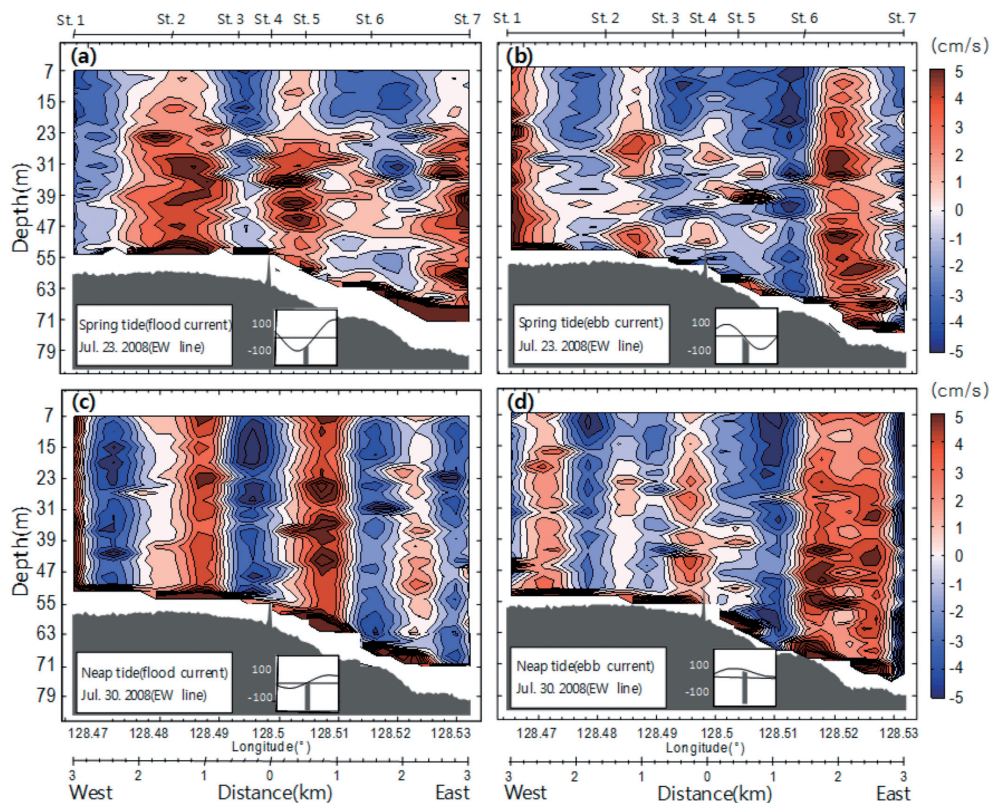 St. 1 St. 2 St. 3 St. 4 St. 5 St. 6 St. 7
St. 1 St. 2 St. 3 St. 4 St. 5 St. 6 St. 7
(cm/s)
(a)
(b)
7
15
23
31
39
47
55
63
71
79
Depth(m)
5
4
3
2
1
0
-1
-2
-3
-4
-5
Spring tide(flood current)
Jul. 23. 2008(EW line)
100
-100
Spring tide(ebb current)
Jul. 23. 2008(EW line)
100
-100
(cm/s)
(c)
(d)
7
15
23
31
39
47
55
63
71
79
Depth(m)
5
4
3
2
1
0
-1
-2
-3
-4
-5
Neap tide(flood current)
Jul. 30. 2008(EW line)
100
-100
Neap tide(ebb current)
Jul. 30. 2008(EW line)
100
-100
128.47 128.48 128.49 128.5 128.51 128.52 128.53
Longitude(°)
128.47 128.48 128.49 128.5 128.51 128.52 128.53
Longitude(°)
3 2 1 0 1 2 3
West Distance(km) East
3 2 1 0 1 2 3
West Distance(km) East